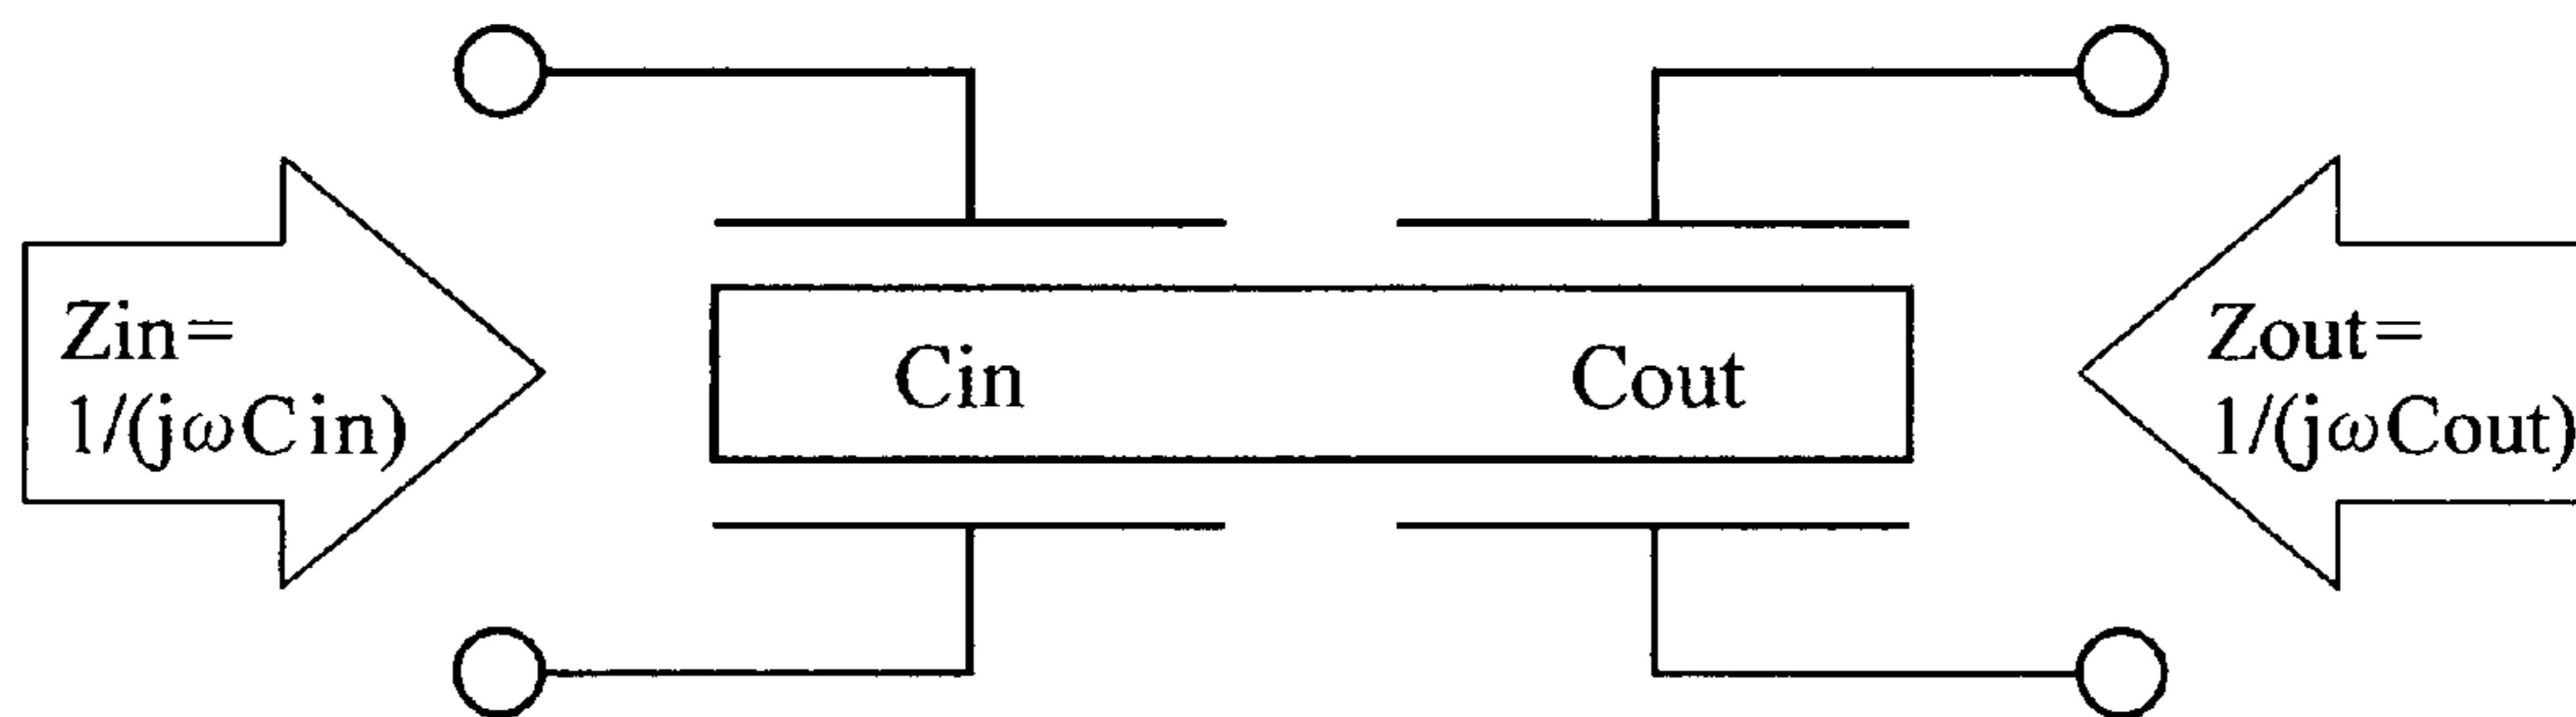 Zin=
1/(jωCin)
Cin
Cout
Zout=
1/(jωCout)